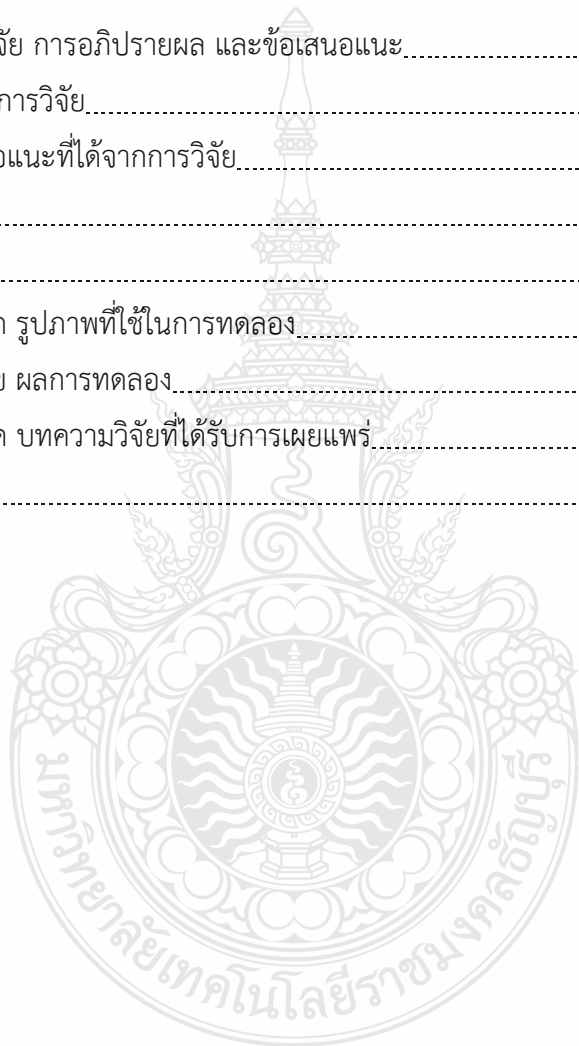 จัย การอภิปรายผล และข้อเสนอแนะ
การวิจัย
อแนะที่ได้จากการวิจัย
รูปภาพที่ใช้ในการทดลอง
ข ผลการทดลอง
ค บทความวิจัยที่ได้รับการเผยแพร่
มหาวิทยาลัยเทคโนโลยีราชมงคลธัญบุรี